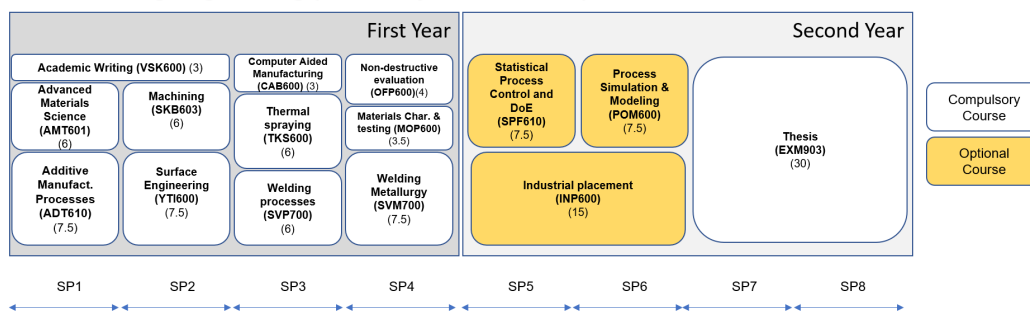 First Year
Second Year
Academic Writing (VSK600) (3)
Advanced
Materials
Science
(AMT601)
(6)
Machining
(SKB603)
(6)
Additive
Manufact.
Processes
(ADT610)
(7.5)
Surface
Engineering
(YTI600)
(7.5)
Computer Aided
Manufacturing
(CAB600) (3)
Thermal
spraying
(TKS600)
(6)
Welding
processes
(SVP700)
(6)
Non-destructive
evaluation
(OFP600)(4)
Materials Char. &
testing (MOP600)
(3.5)
Welding
Metallurgy
(SVM700)
(7.5)
Statistical
Process
Control and
DoE
(SPF610)
(7.5)
Process
Simulation &
Modeling
(POM600)
(7.5)
Industrial placement
(INP600)
(15)
Thesis
(EXM903)
(30)
Compulsory
Course
Optional
Course
SP1
SP2
SP3
SP4
SP5
SP6
SP7
SP8